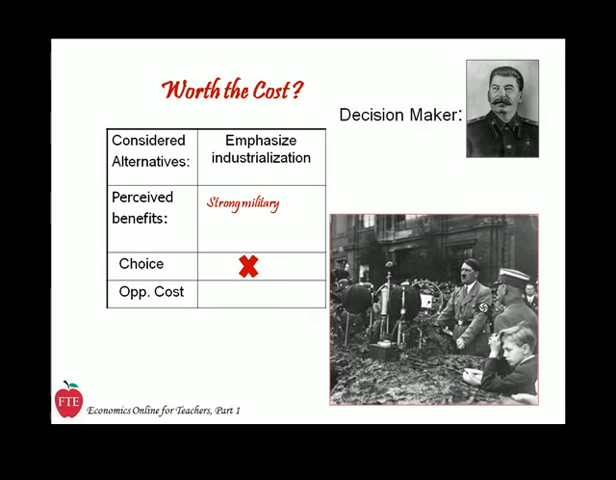 Worth the Cost?
Decision Maker:
Considered
Alternatives:
Emphasize
industrialization
Perceived
benefits:
Strong military
Choice
Opp. Cost
FTE
Economics Online for Teachers, Part 1